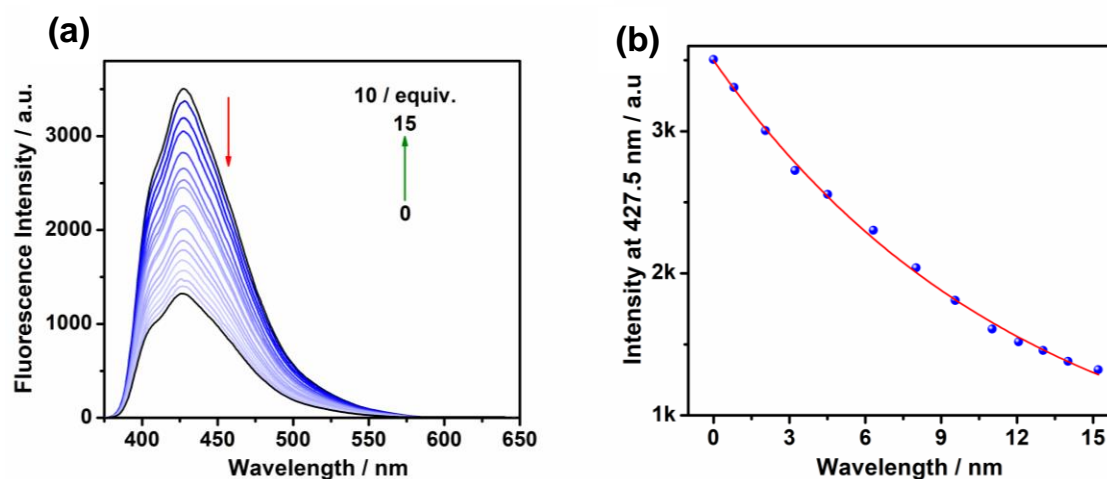 (a)
Fluorescence Intensity / a.u.
3000
2000
1000
0
10 / equiv.
15
0
400 450 500 550 600 650
Wavelength / nm
(b)
Intensity at 427.5 nm / a.u
3k
2k
1k
0 3 6 9 12 15
Wavelength / nm